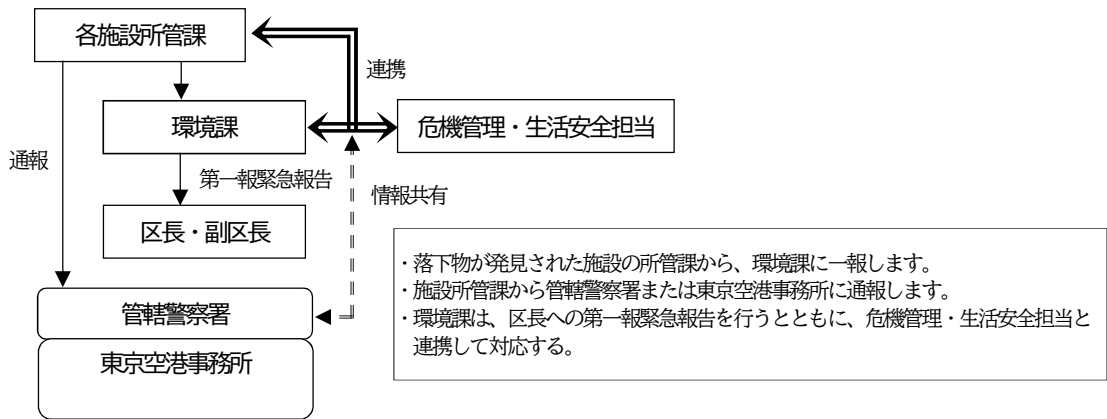 各施設所管課
連携
環境課
危機管理・生活安全担当
通報
第一報緊急報告
情報共有
区長・副区長
・落下物が発見された施設の所管課から、環境課に一報します。
・施設所管課から管轄警察署または東京空港事務所に通報します。
・環境課は、区長への第一報緊急報告を行うとともに、危機管理・生活安全担当と
連携して対応する。
管轄警察署
東京空港事務所